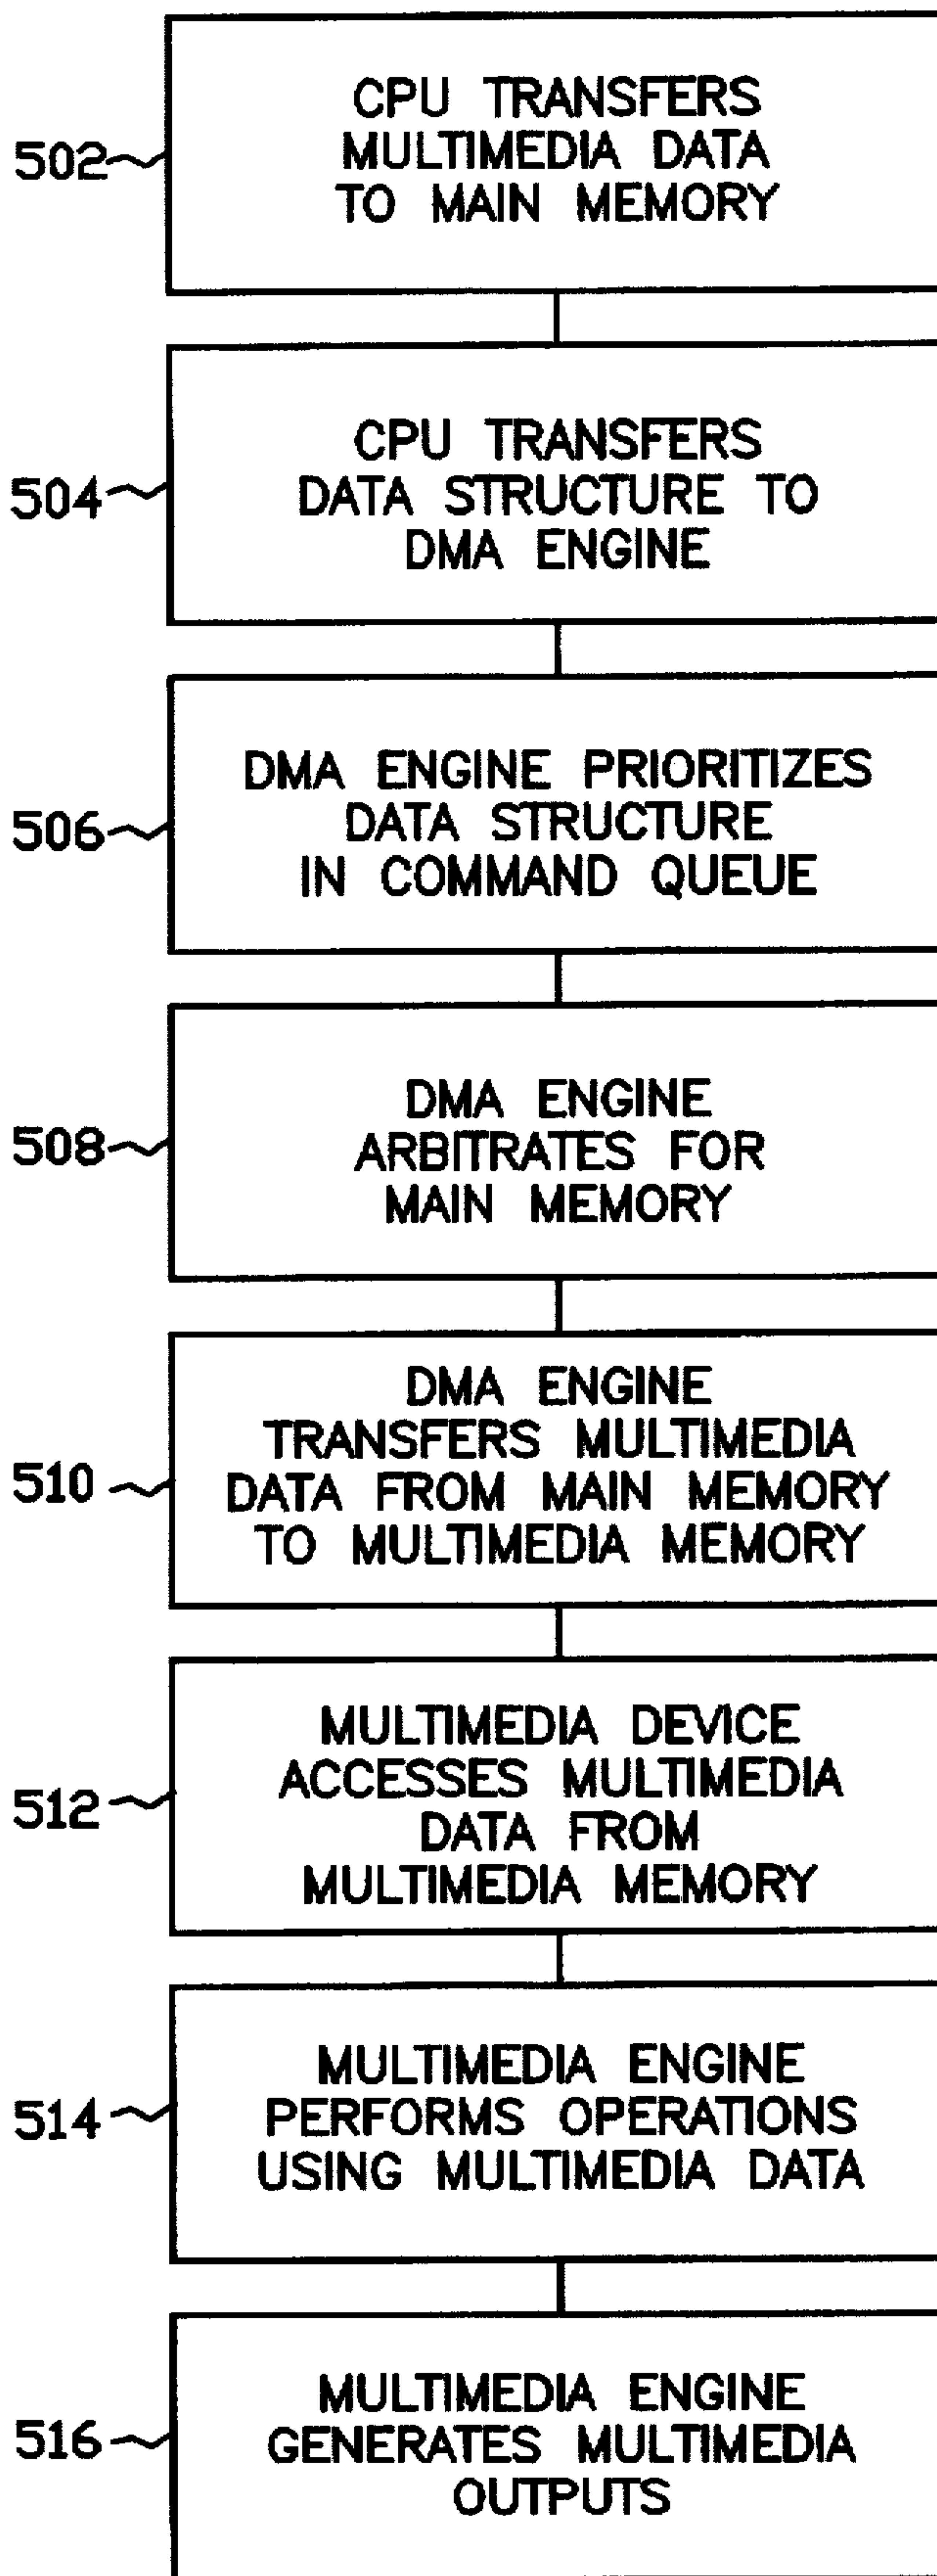 502
CPU TRANSFERS
MULTIMEDIA DATA
TO MAIN MEMORY
504
CPU TRANSFERS
DATA STRUCTURE TO
DMA ENGINE
506
DMA ENGINE PRIORITIZES
DATA STRUCTURE
IN COMMAND QUEUE
508
DMA ENGINE
ARBITRATES FOR
MAIN MEMORY
510
DMA ENGINE
TRANSFERS MULTIMEDIA
DATA FROM MAIN MEMORY
TO MULTIMEDIA MEMORY
512
MULTIMEDIA DEVICE
ACCESSES MULTIMEDIA
DATA FROM
MULTIMEDIA MEMORY
514
MULTIMEDIA ENGINE
PERFORMS OPERATIONS
USING MULTIMEDIA DATA
516
MULTIMEDIA ENGINE
GENERATES MULTIMEDIA
OUTPUTS